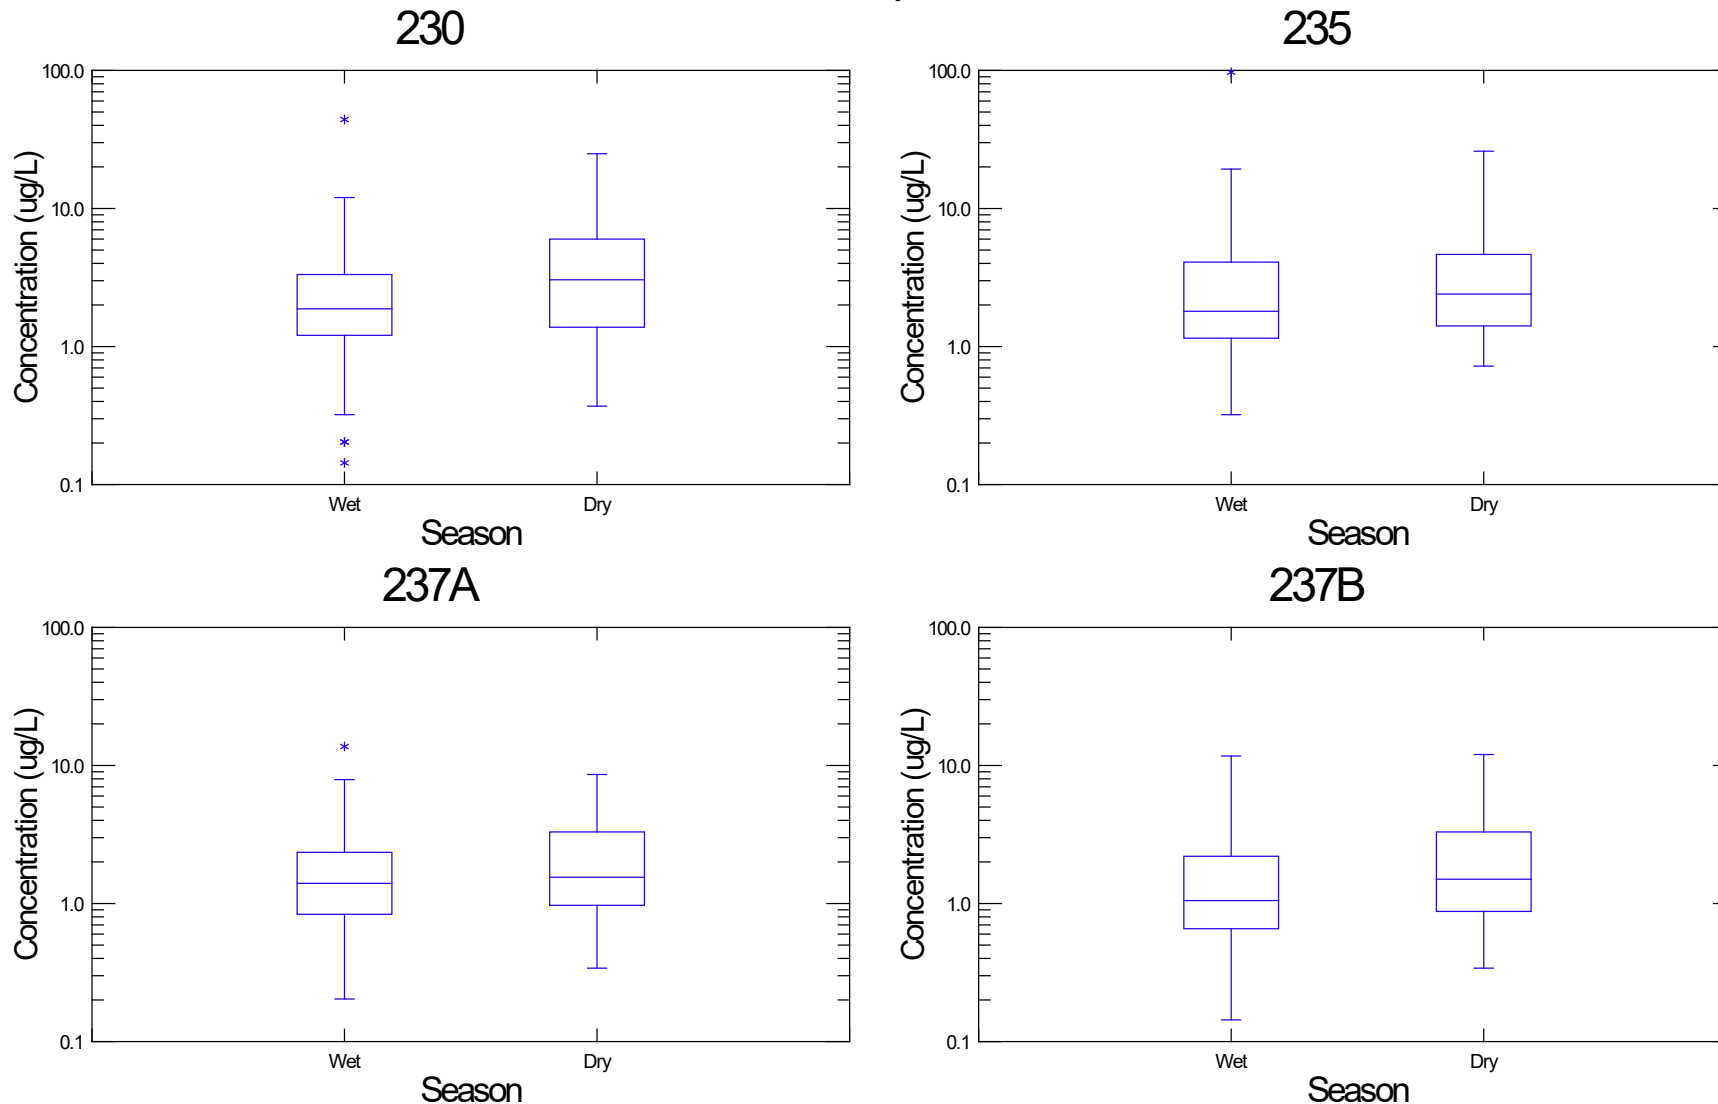 230
100.0
10.0
1.0
0.1
Concentration (ug/L)
Wet
Dry
Season
235
100.0
10.0
1.0
0.1
Concentration (ug/L)
Wet
Dry
Season
237A
100.0
10.0
1.0
0.1
Concentration (ug/L)
Wet
Dry
Season
237B
100.0
10.0
1.0
0.1
Concentration (ug/L)
Wet
Dry
Season